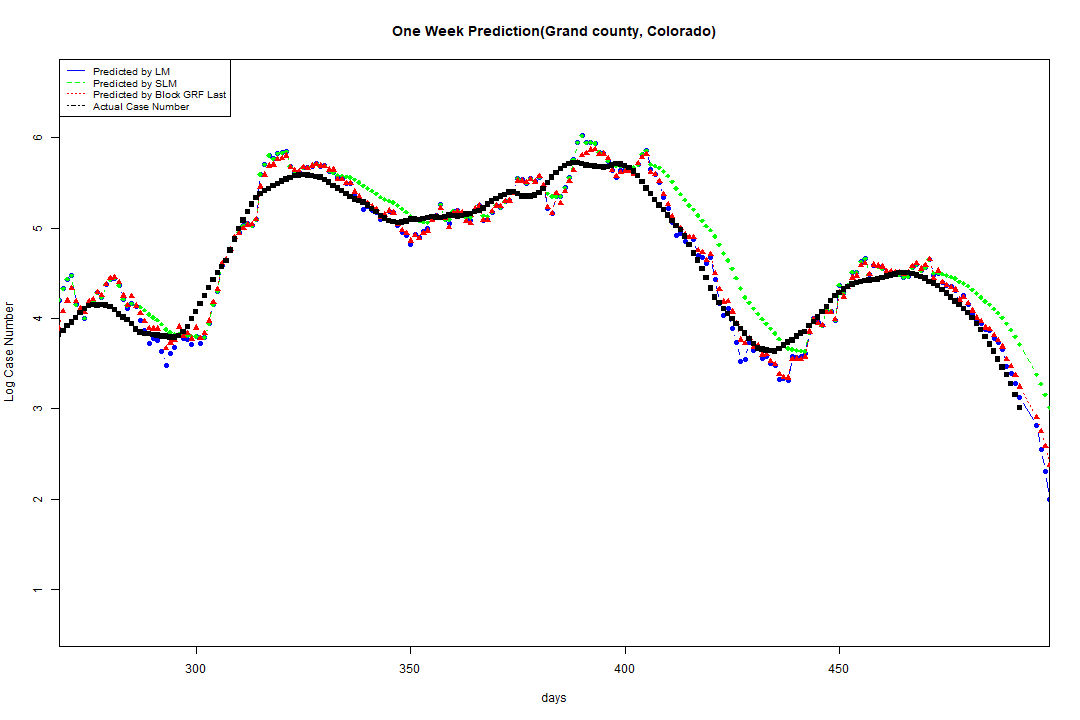 One Week Prediction(Grand county, Colorado)
Predicted by LM
Predicted by SLM
Predicted by Block GRF Last
Actual Case Number
6
5
4
3
2
1
Log Case Number
300 350 400 450
days